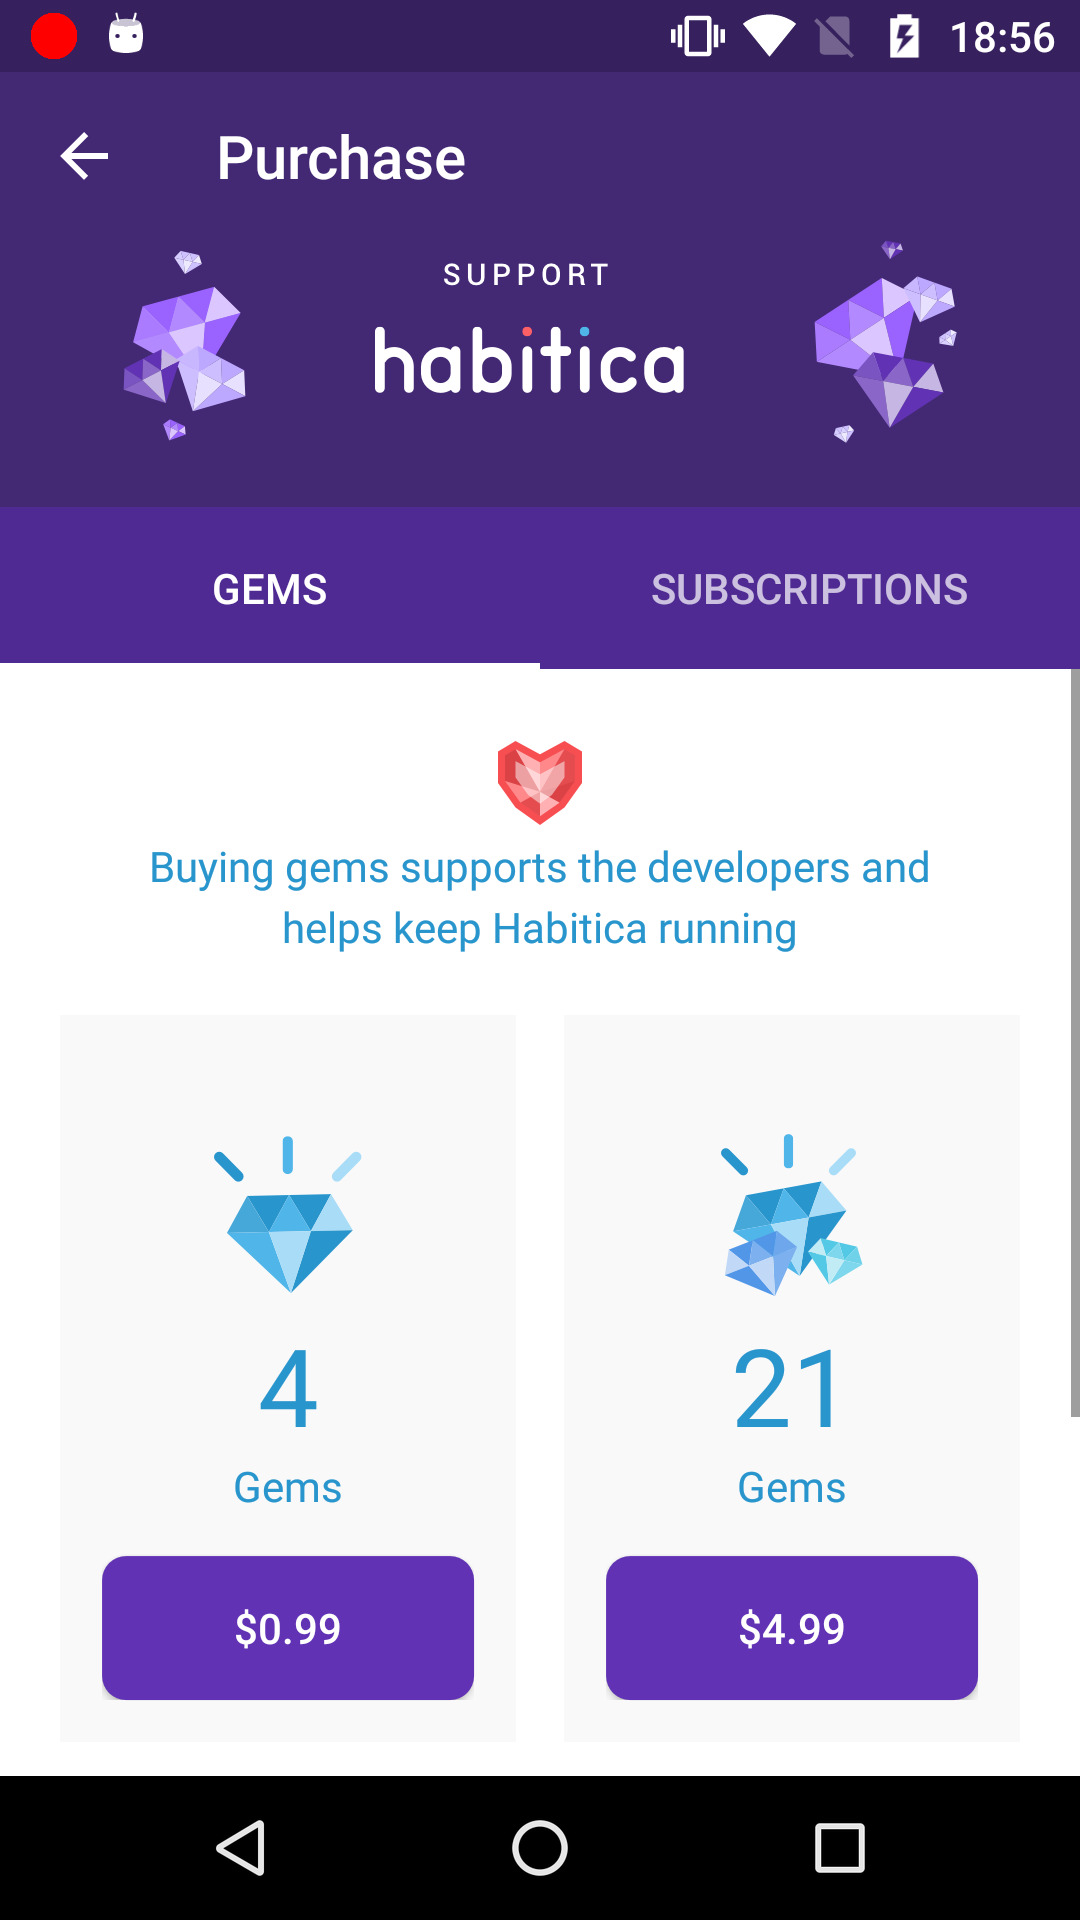 18:56
Purchase
SUPPORT
habitica
GEMS
SUBSCRIPTIONS
Buying gems supports the developers and
helps keep Habitica running
4
Gems
$0.99
21
Gems
$4.99